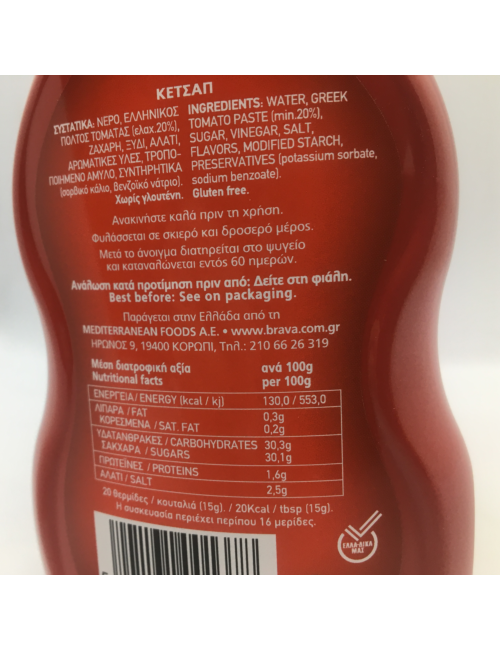 ΚΕΤΣΑΠ
ΣΥΣΤΑΤΙΚΑ: ΝΕΡΟ, ΕΛΛΗΝΙΚΟΣ
ΠΟΛΤΟΣ ΤΟΜΑΤΑΣ (ελαχ.20%),
ΖΑΧΑΡΗ, ΞΥΔΙ, ΑΛΑΤΙ,
ΑΡΩΜΑΤΙΚΕΣ ΥΛΕΣ, ΤΡΟΠΟ-
ΠΟΙΗΜΕΝΟ ΑΜΥΛΟ, ΣΥΝΤΗΡΗΤΙΚΑ
(σορβικό κάλιο, βενζοϊκό νάτριο).
Χωρίς γλουτένη.
INGREDIENTS: WATER, GREEK
TOMATO PASTE (min.20%),
SUGAR, VINEGAR, SALT,
FLAVORS, MODIFIED STARCH,
PRESERVATIVES (potassium sorbate,
sodium benzoate).
Gluten free.
Ανακινήστε καλά πριν τη χρήση.
Φυλάσσεται σε σκιερό και δροσερό μέρος.
Μετά το άνοιγμα διατηρείται στο ψυγείο
και καταναλώνεται εντός 60 ημερών.
Ανάλωση κατά προτίμηση πριν από: Δείτε στη φιάλη.
Best before: See on packaging.
Παράγεται στην Ελλάδα από τη
MEDITERRANEAN FOODS A.E. • www.brava.com.gr
ΗΡΩΝΟΣ 9, 19400 ΚΟΡΩΠΙ, Τηλ.: 210 66 26 319
Μέση διατροφική αξία ανά 100g
Nutritional facts per 100g
ΕΝΕΡΓΕΙΑ / ENERGY (kcal / kj) 130,0 / 553,0
ΛΙΠΑΡΑ / FAT 0,3g
ΚΟΡΕΣΜΕΝΑ / SAT. FAT 0,2g
ΥΔΑΤΑΝΘΡΑΚΕΣ / CARBOHYDRATES 30,3g
ΣΑΚΧΑΡΑ / SUGARS 30,1g
ΠΡΩΤΕΪΝΕΣ / PROTEINS 1,6g
ΑΛΑΤΙ / SALT 2,5g
20 θερμίδες / κουταλιά (15g). / 20Kcal / tbsp (15g).
Η συσκευασία περιέχει περίπου 16 μερίδες.
ΕΛΛΑ-ΔΙΚΑ
ΜΑΣ